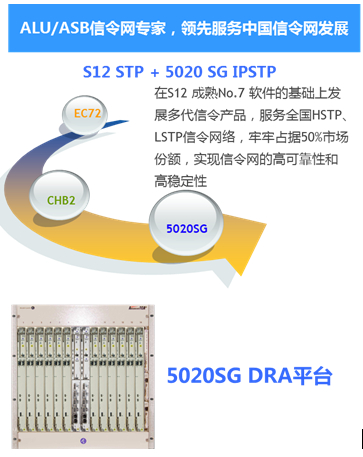 ALU/ASB信令网专家，领先服务中国信令网发展
S12 STP + 5020 SG IPSTP
在S12 成熟No.7 软件的基础上发
展多代信令产品，服务全国HSTP、
LSTP信令网络，牢牢占据50%市场
份额，实现信令网的高可靠性和
高稳定性
EC72
CHB2
5020SG
5020SG DRA平台